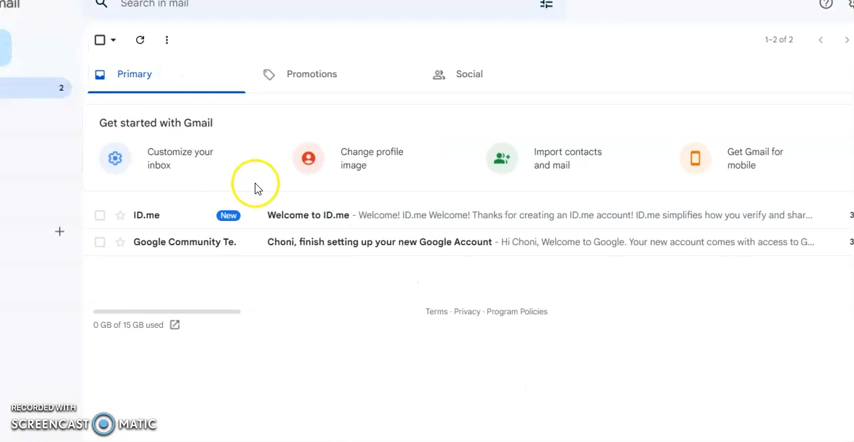 mail
Search in mail
1–2 of 2
2
Primary
Promotions
Social
Get started with Gmail
Customize your
inbox
Change profile
image
Import contacts
and mail
Get Gmail for
mobile
ID.me New Welcome to ID.me - Welcome! ID.me Welcome! Thanks for creating an ID.me account! ID.me simplifies how you verify and shar... 3
Google Community Te. Choni, finish setting up your new Google Account - Hi Choni, Welcome to Google. Your new account comes with access to G... 3
0 GB of 15 GB used
Terms · Privacy · Program Policies
RECORDED WITH
SCREENCAST MATIC